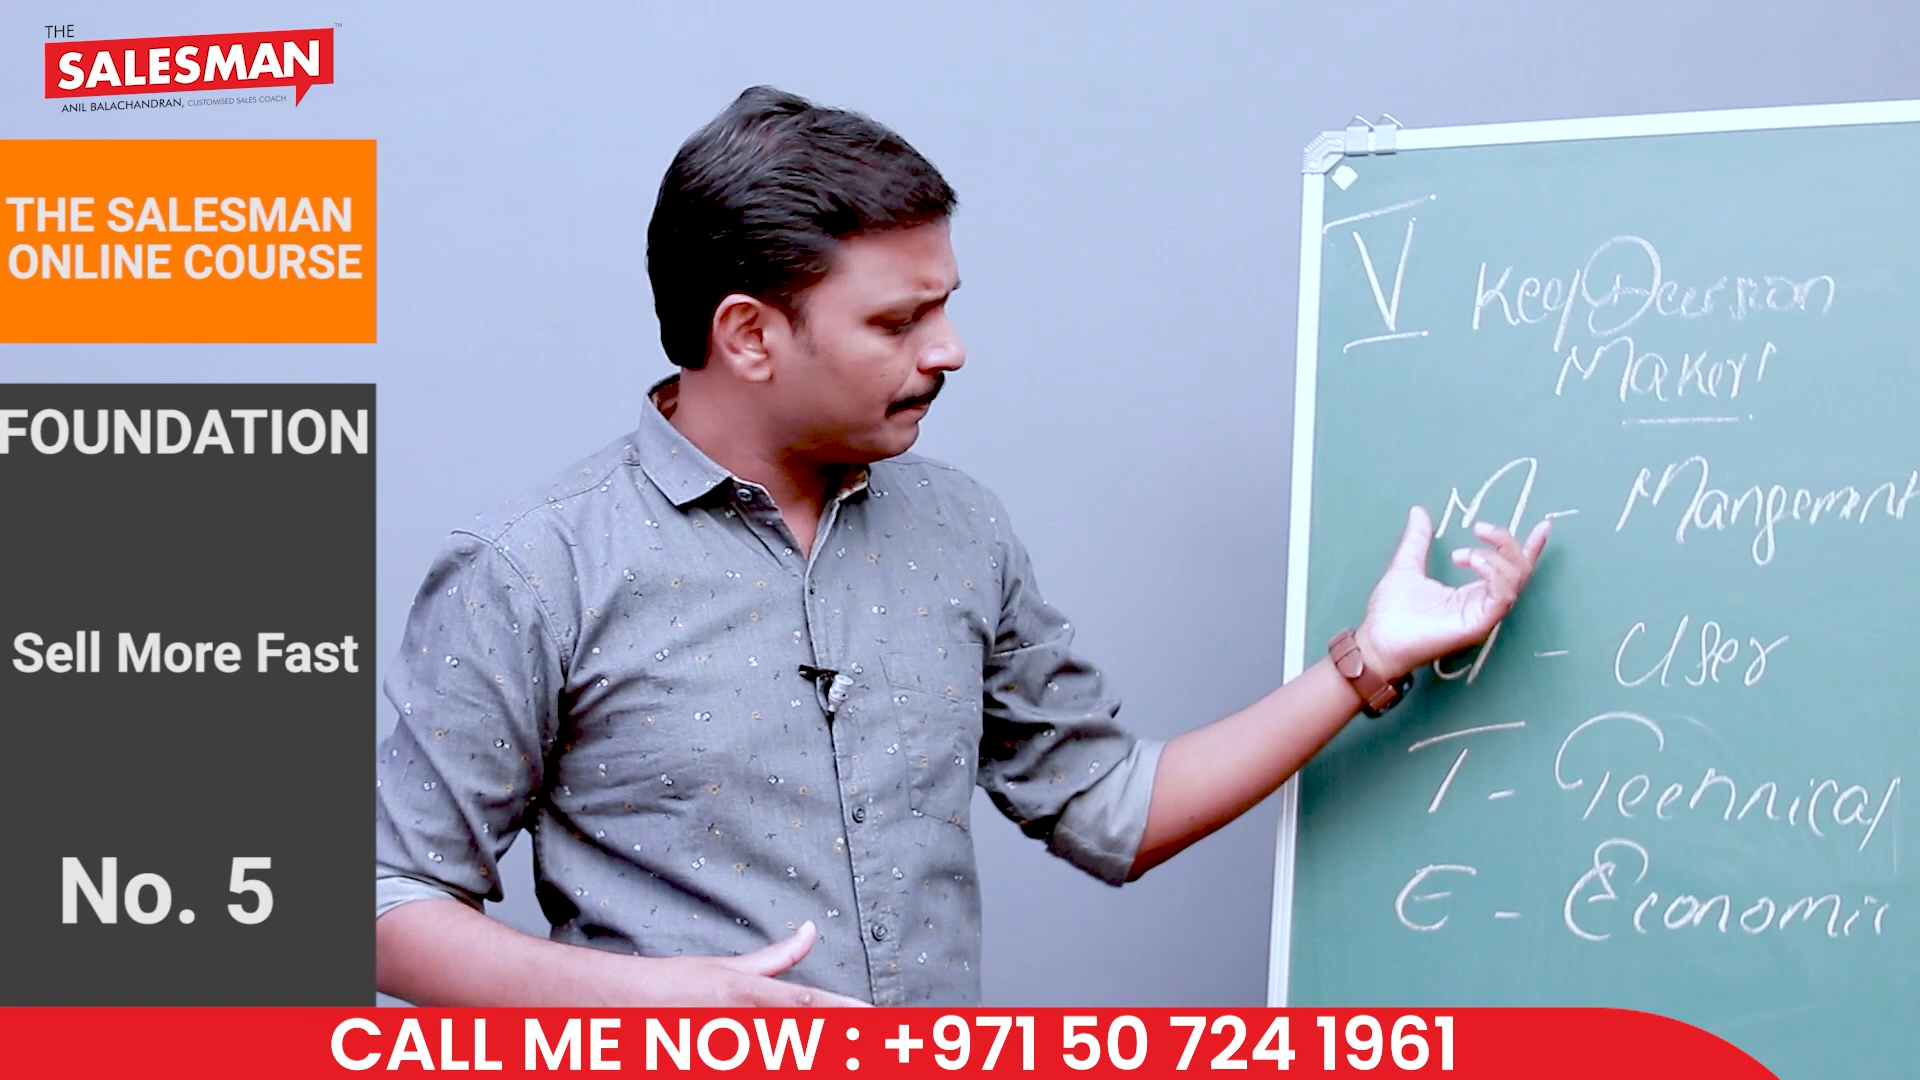 THE
SALESMAN
TM
ANIL BALACHANDRAN, CUSTOMISED SALES COACH
THE SALESMAN
ONLINE COURSE
FOUNDATION
Sell More Fast
No. 5
V Key Decision
Maker!
M - Mangement
U - User
T - Technical
E - Economic
CALL ME NOW : +971 50 724 1961